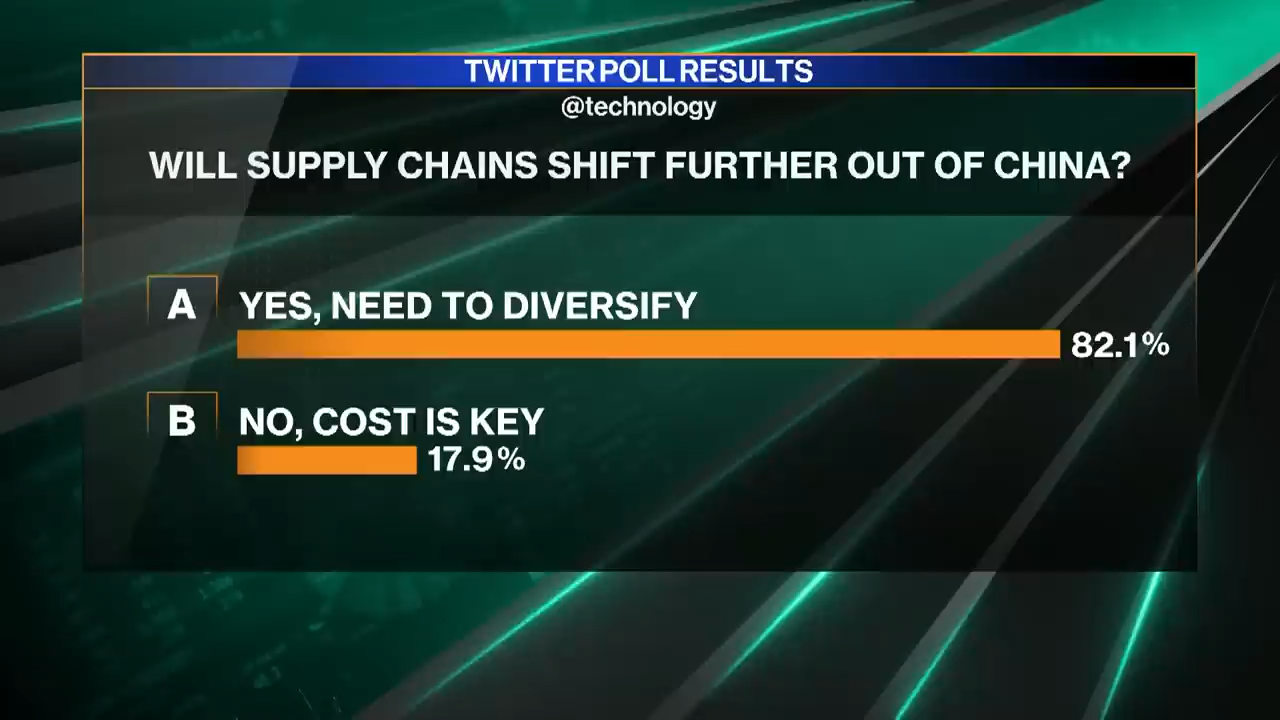 TWITTER POLL RESULTS
@technology
WILL SUPPLY CHAINS SHIFT FURTHER OUT OF CHINA?
A YES, NEED TO DIVERSIFY
82.1%
B NO, COST IS KEY
17.9%